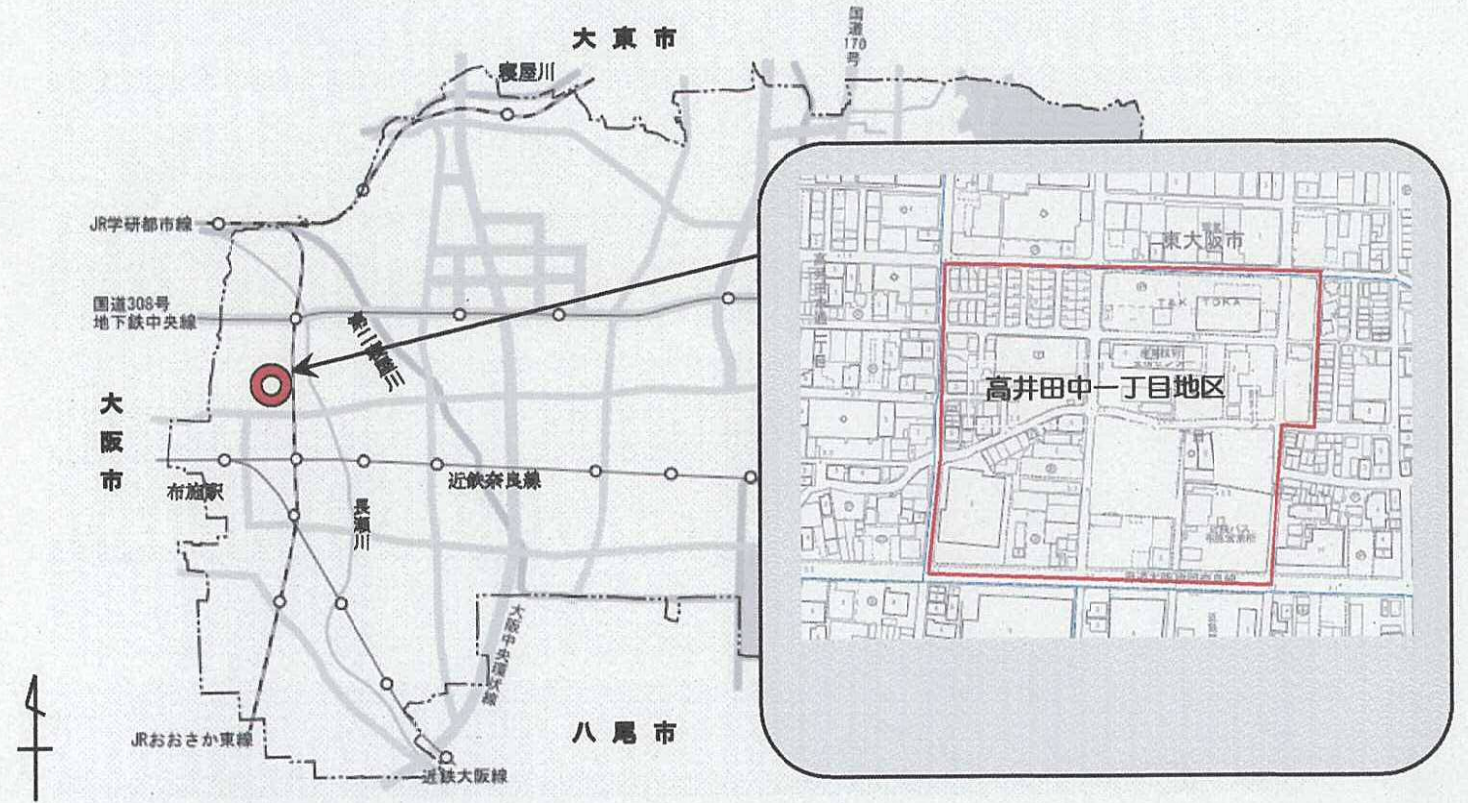 大東市
国道
170
号
寝屋川
JR学研都市線
国道308号
地下鉄中央線
第二寝屋川
大阪市
布施駅
近鉄奈良線
長瀬川
大阪中央環状線
八尾市
JRおおさか東線
近鉄大阪線
東大阪市
T&K TOKA
高井田中一丁目地区